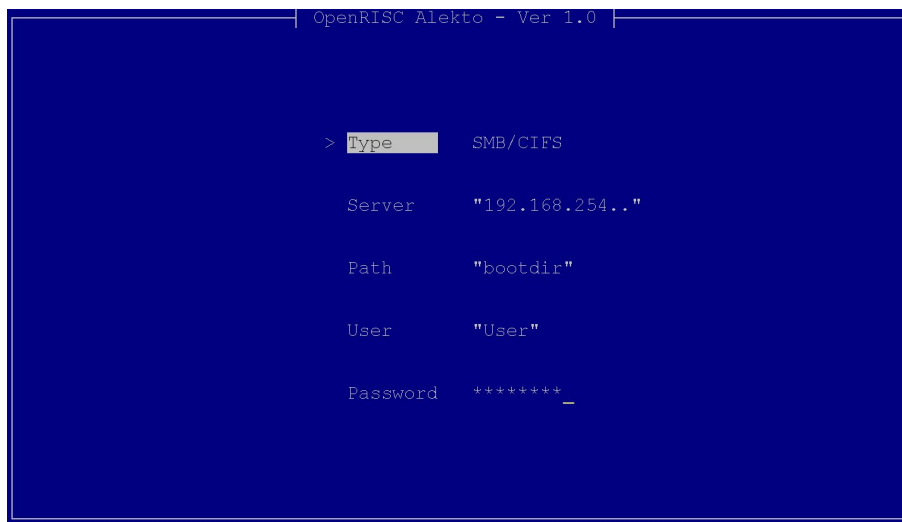 OpenRISC Alekto - Ver 1.0
> Type SMB/CIFS
Server "192.168.254.."
Path "bootdir"
User "User"
Password ********_